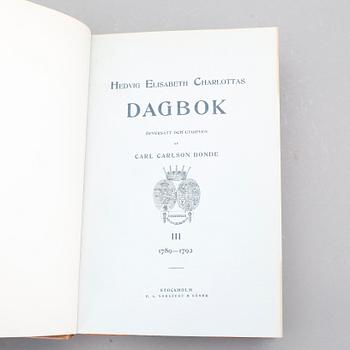 HEDVIG ELISABETH CHARLOTTAS
DAGBOK
ÖFVERSATT OCH UTGIFVEN
AF
CARL CARLSON BONDE
III
1789—1792
STOCKHOLM
P. A. NORSTEDT & SÖNER